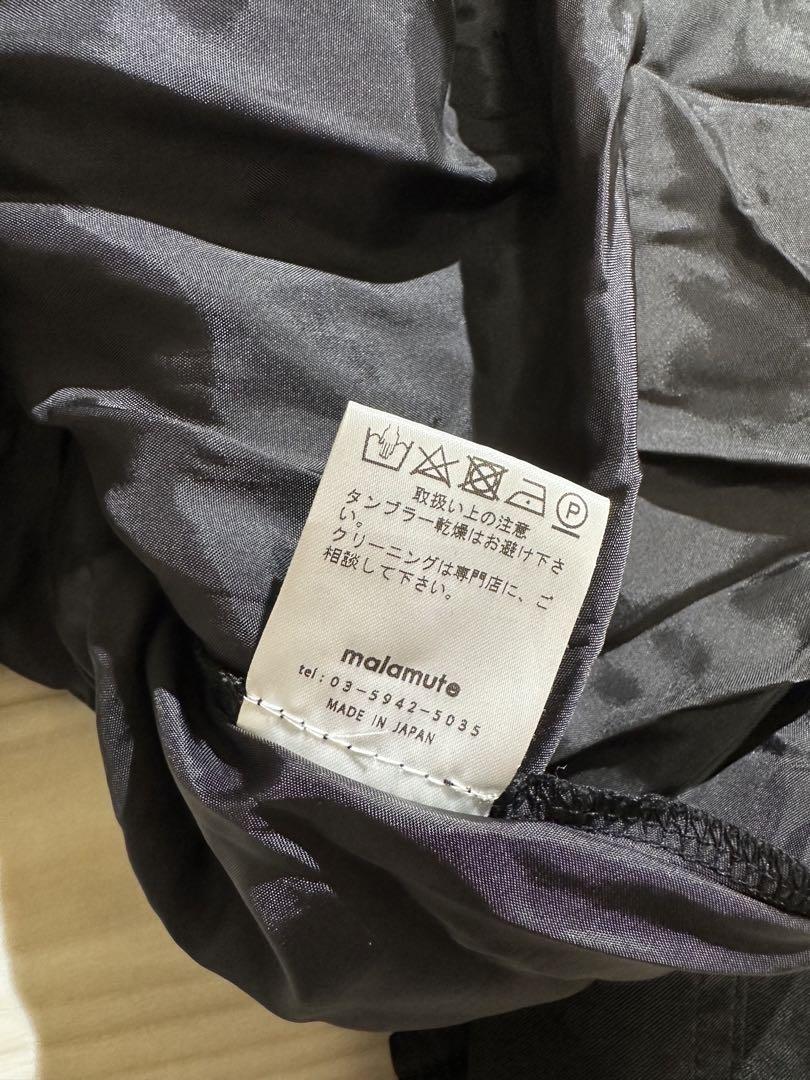 取扱い上の注意
タンブラー乾燥はお避け下さ
い。
クリーニングは専門店に、ご
相談して下さい。
malamute
tel:03-5942-5035
MADE IN JAPAN
P